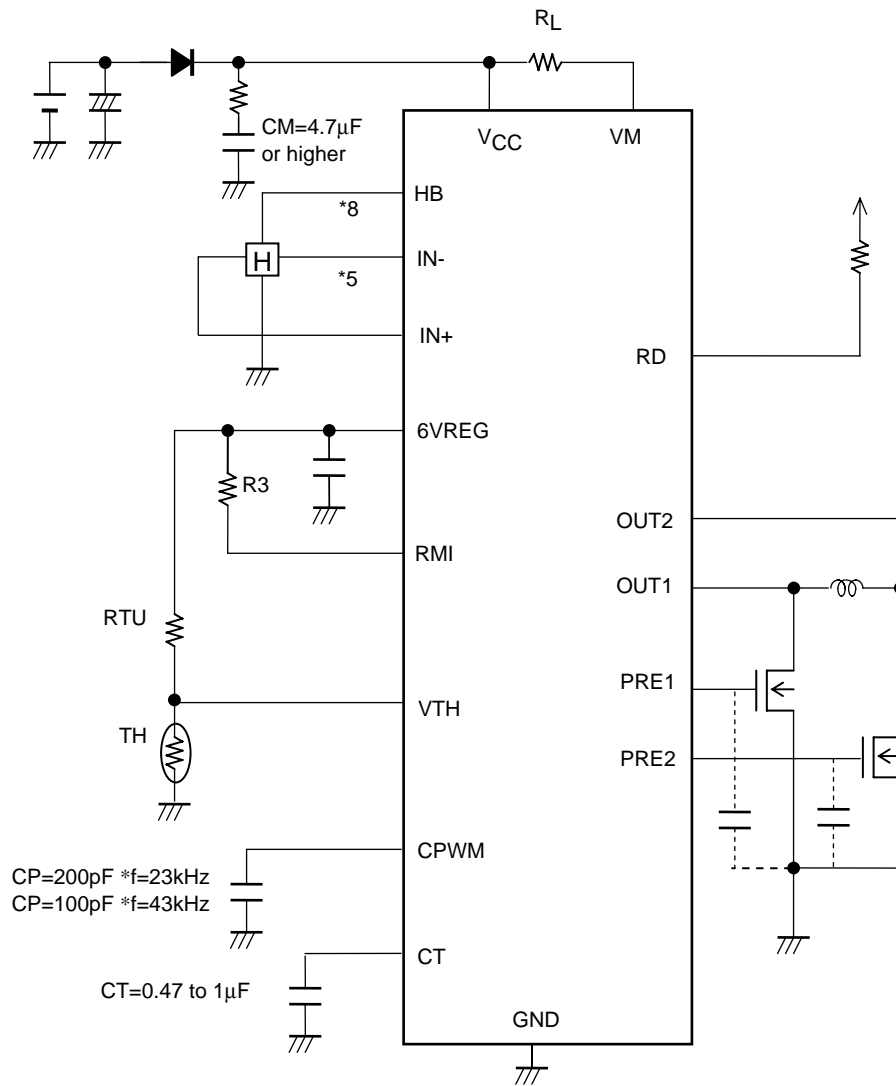 RL
VCC
VM
CM=4.7μF
or higher
HB
*8
H
IN-
*5
IN+
RD
6VREG
R3
OUT2
RMI
OUT1
RTU
PRE1
VTH
TH
PRE2
CPWM
CP=200pF *f=23kHz
CP=100pF *f=43kHz
CT
CT=0.47 to 1μF
GND